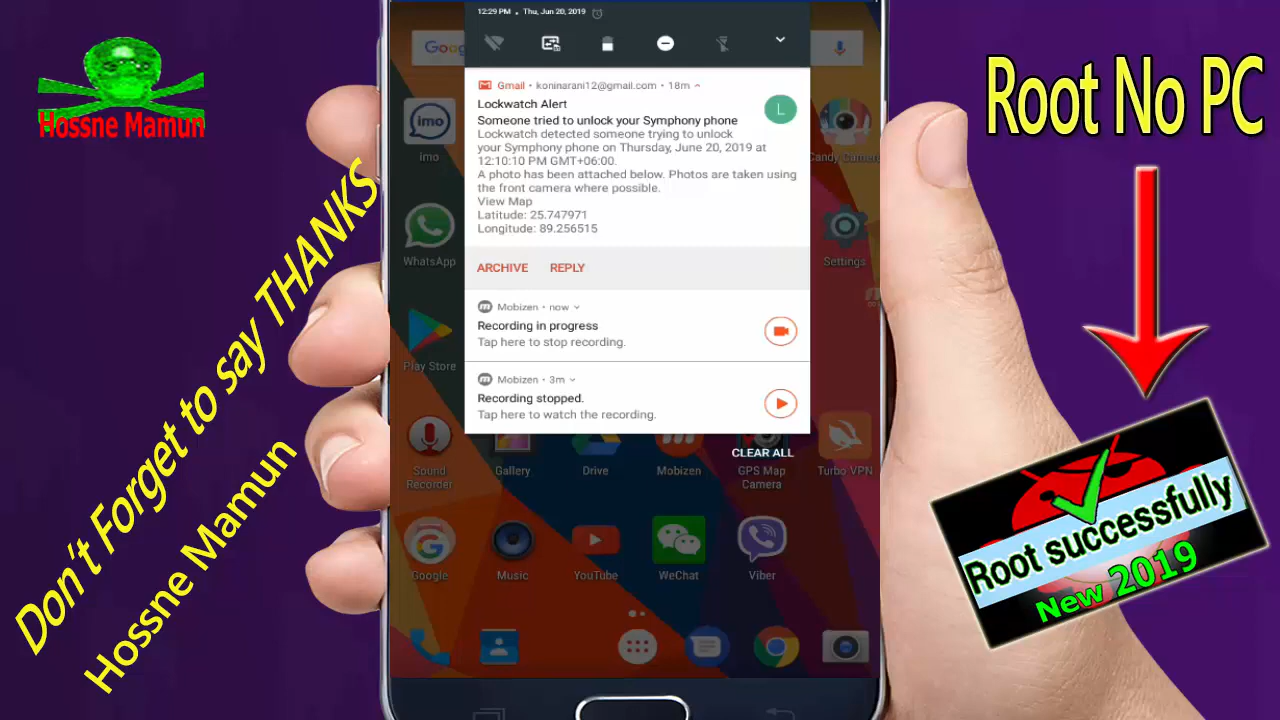 Hossne Mamun
Don't Forget to say THANKS
Hossne Mamun
12:29 PM • Thu, Jun 20, 2019
Goog
Gmail • koninarani12@gmail.com • 18m
Lockwatch Alert
Someone tried to unlock your Symphony phone
Lockwatch detected someone trying to unlock
your Symphony phone on Thursday, June 20, 2019 at
12:10:10 PM GMT+06:00.
A photo has been attached below. Photos are taken using
the front camera where possible.
View Map
Latitude: 25.747971
Longitude: 89.256515
L
ARCHIVE REPLY
Mobizen • now
Recording in progress
Tap here to stop recording.
Mobizen • 3m
Recording stopped.
Tap here to watch the recording.
CLEAR ALL
imo
imo
Candy Camera
WhatsApp
Settings
Play Store
Sound
Recorder
Gallery
Drive
Mobizen
GPS Map
Camera
Turbo VPN
Google
Music
YouTube
WeChat
Viber
Root No PC
Root successfully
New 2019